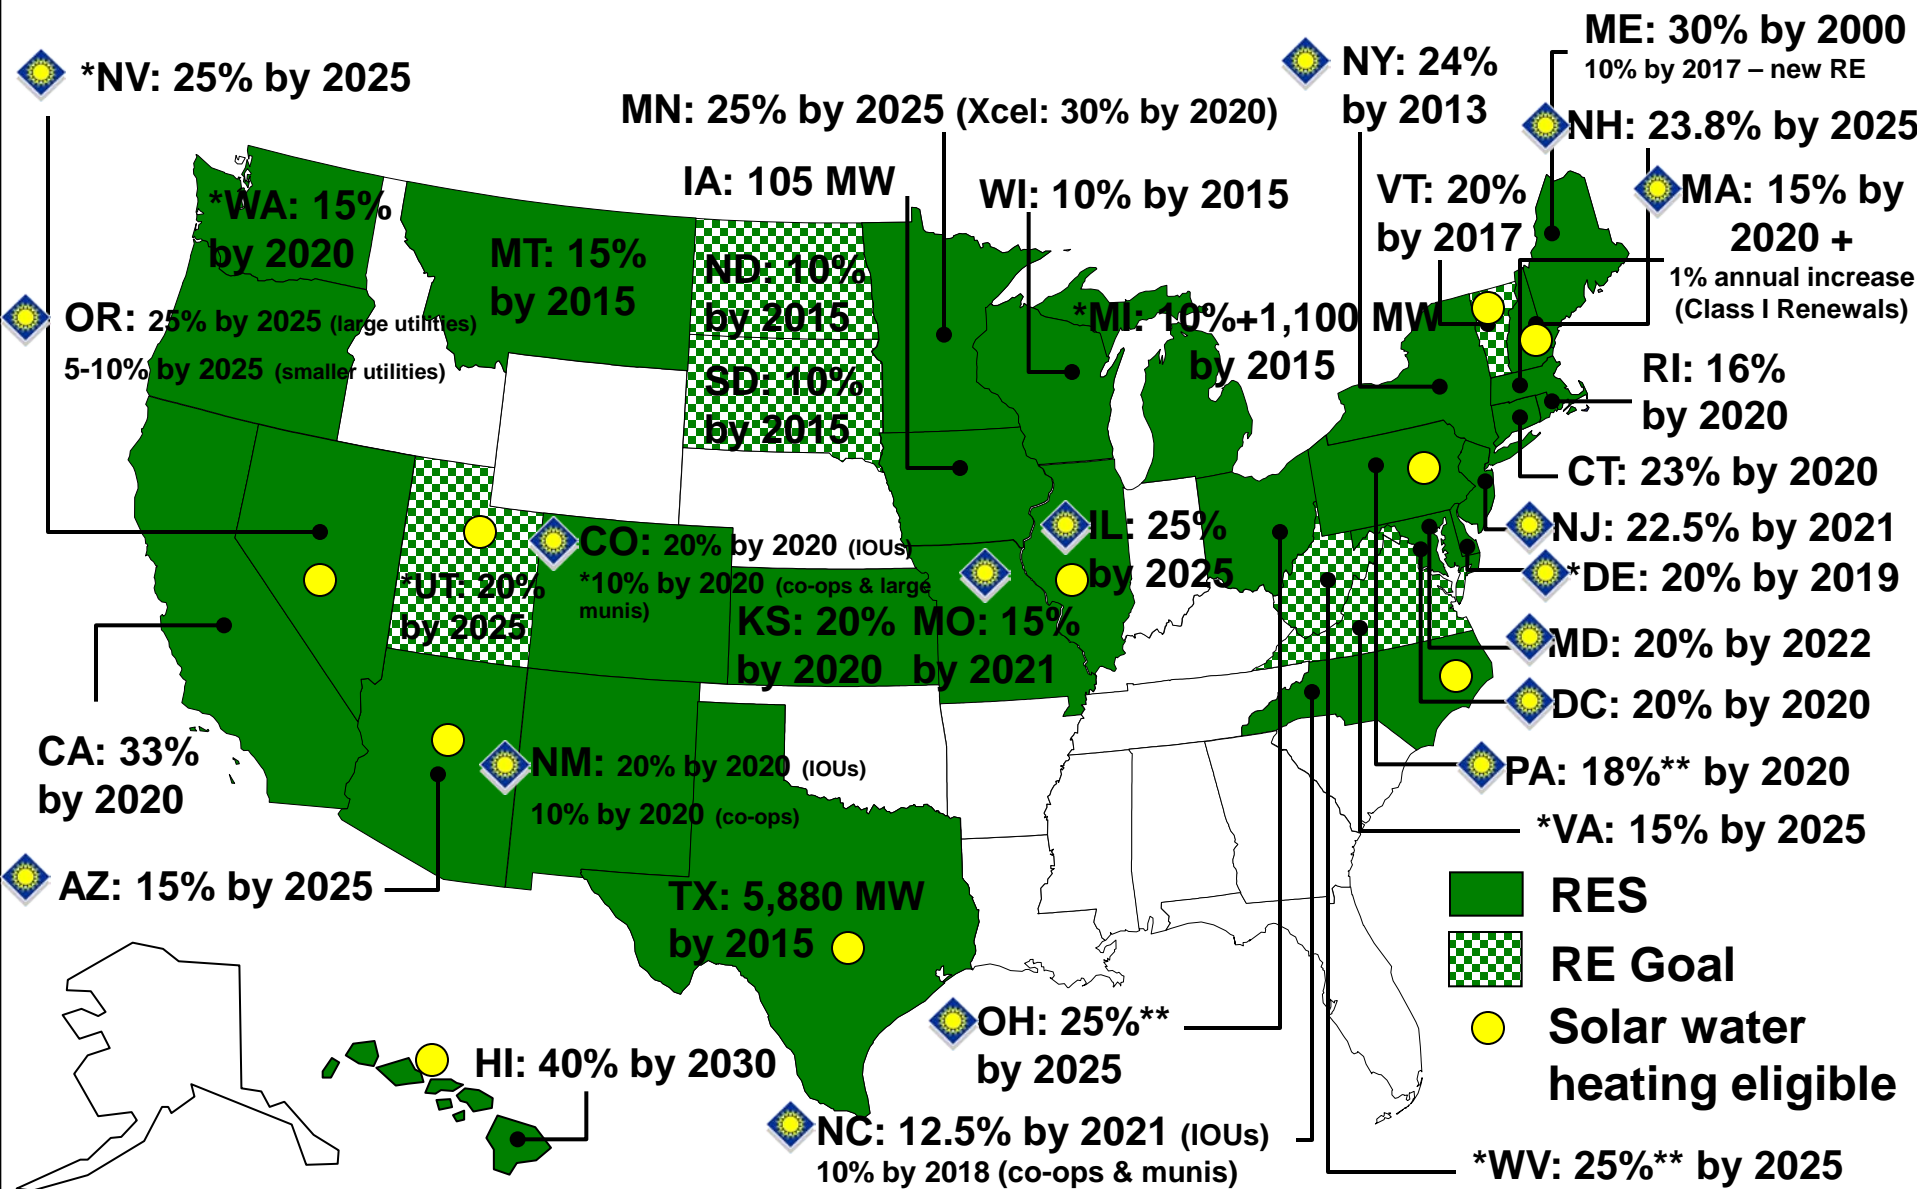 *NV: 25% by 2025
MN: 25% by 2025 (Xcel: 30% by 2020)
NY: 24%
by 2013
ME: 30% by 2000
10% by 2017 – new RE
NH: 23.8% by 2025
IA: 105 MW
WI: 10% by 2015
VT: 20%
by 2017
MA: 15% by
2020 +
1% annual increase
(Class I Renewals)
*WA: 15%
by 2020
MT: 15%
by 2015
ND: 10%
by 2015
*MI: 10%+1,100 MW
by 2015
OR: 25% by 2025 (large utilities)
5-10% by 2025 (smaller utilities)
SD: 10%
by 2015
RI: 16%
by 2020
CT: 23% by 2020
*UT: 20%
by 2025
CO: 20% by 2020 (IOUs)
*10% by 2020 (co-ops & large
munis)
IL: 25%
by 2025
NJ: 22.5% by 2021
*DE: 20% by 2019
KS: 20%
by 2020
MO: 15%
by 2021
MD: 20% by 2022
DC: 20% by 2020
CA: 33%
by 2020
NM: 20% by 2020 (IOUs)
10% by 2020 (co-ops)
PA: 18%** by 2020
*VA: 15% by 2025
AZ: 15% by 2025
TX: 5,880 MW
by 2015
RES
RE Goal
Solar water
heating eligible
HI: 40% by 2030
OH: 25%**
by 2025
NC: 12.5% by 2021 (IOUs)
10% by 2018 (co-ops & munis)
*WV: 25%** by 2025